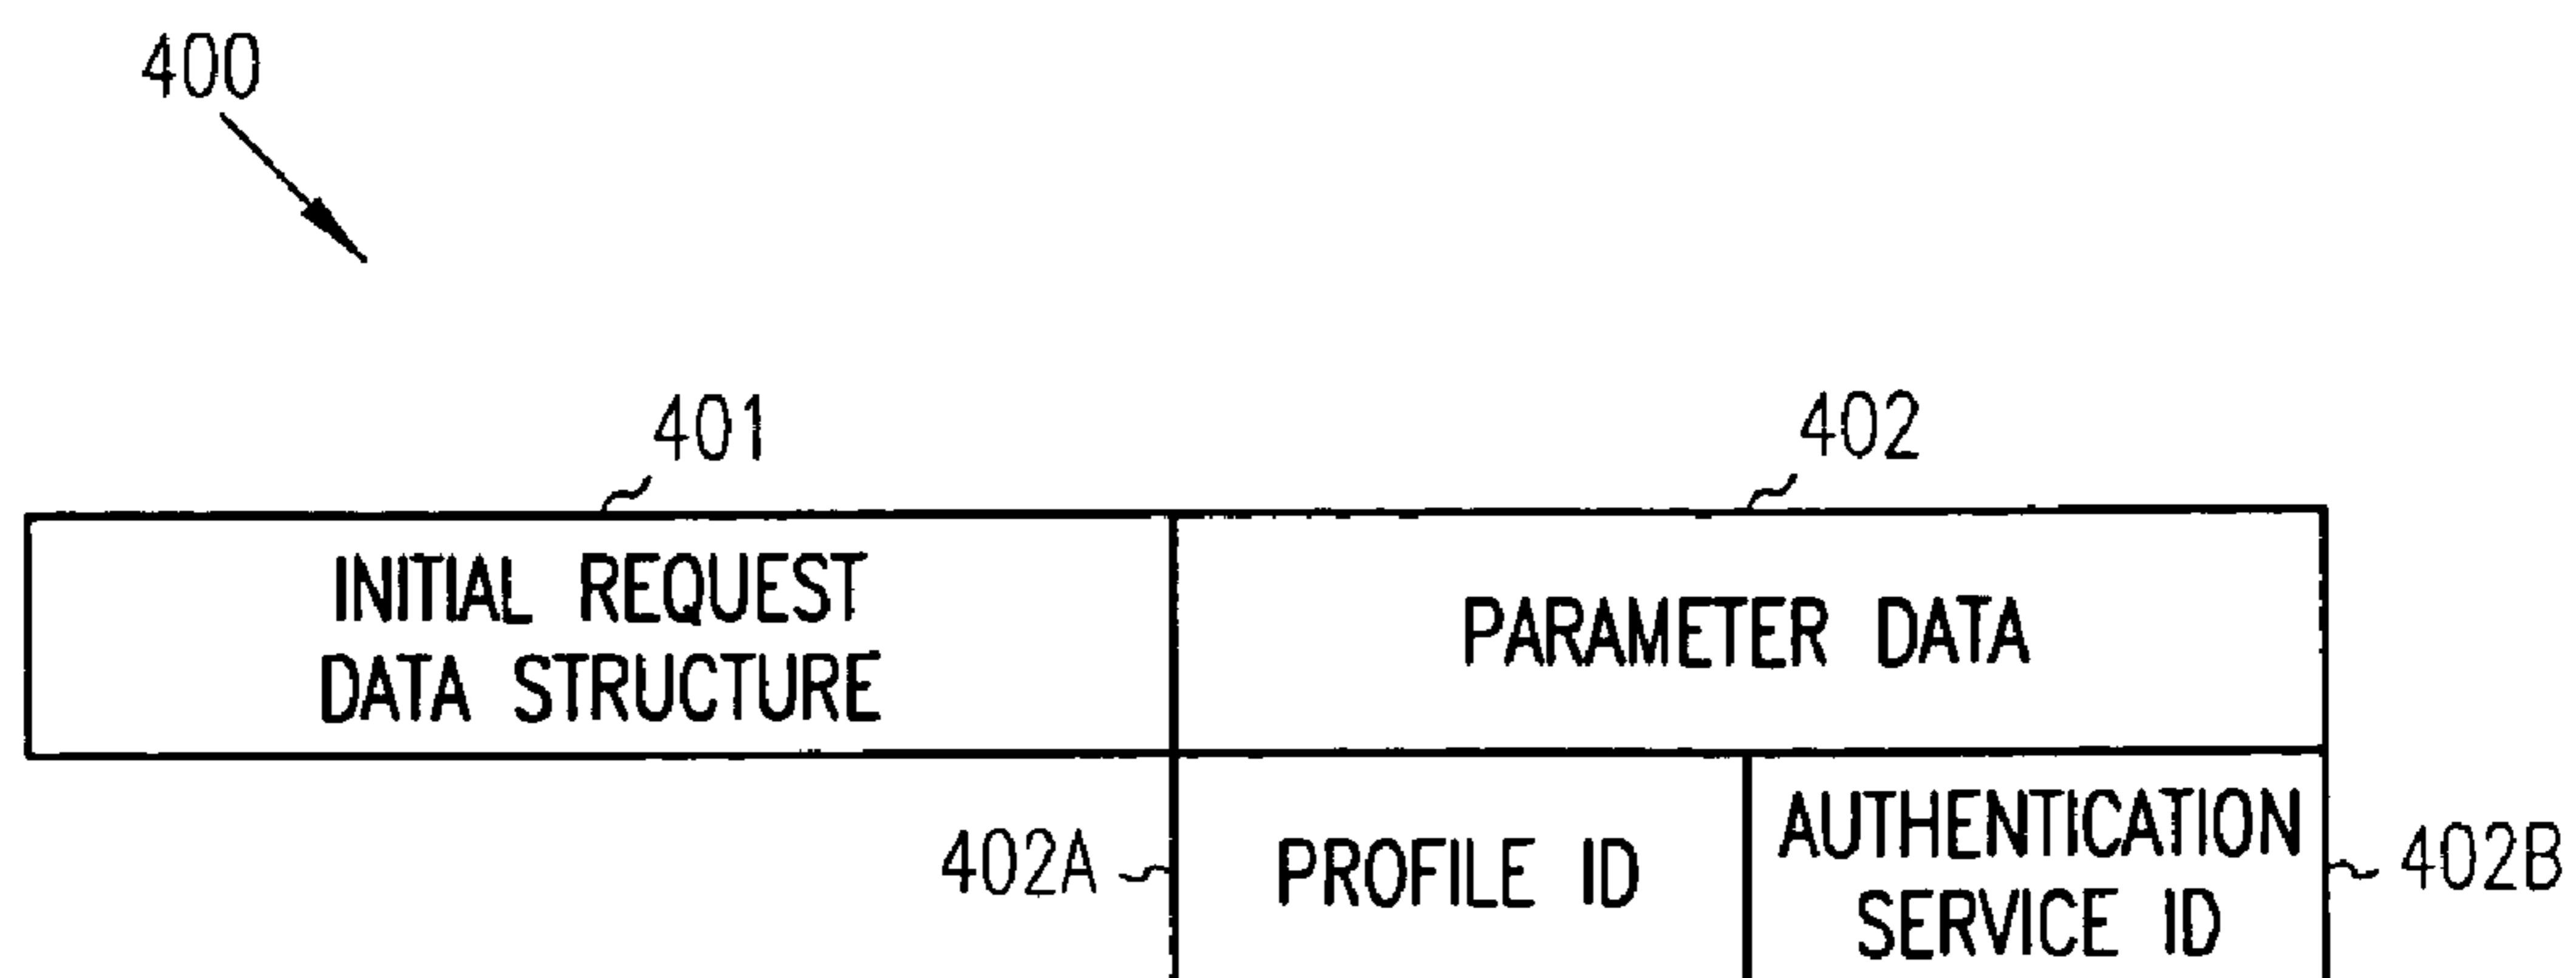 400
401
402
INITIAL REQUEST
DATA STRUCTURE
PARAMETER DATA
402A
PROFILE ID
AUTHENTICATION
SERVICE ID
402B